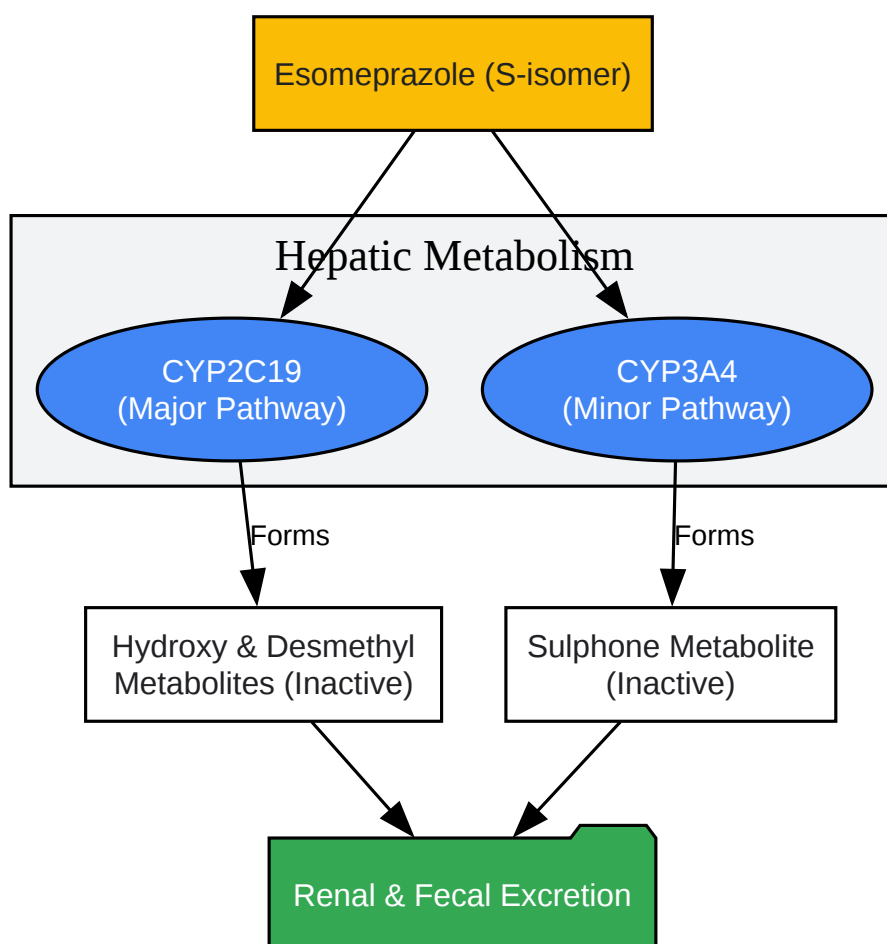 Esomeprazole (S-isomer)
Hepatic Metabolism
CYP2C19
(Major Pathway)
CYP3A4
(Minor Pathway)
Forms
Forms
Hydroxy & Desmethyl
Metabolites (Inactive)
Sulphone Metabolite
(Inactive)
Renal & Fecal Excretion